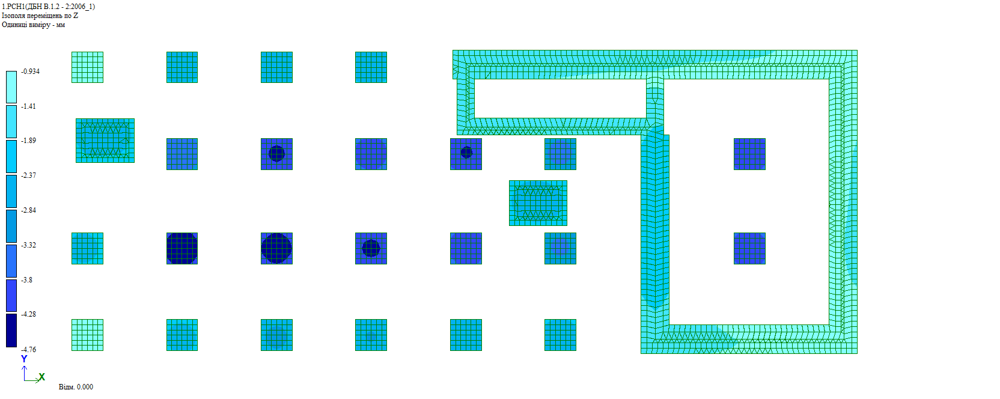 1.РСН1(ДБН В.1.2 - 2:2006_1)
Ізополя переміщень по Z
Одиниці виміру - мм
-0.934
-1.41
-1.89
-2.37
-2.84
-3.32
-3.8
-4.28
-4.76
Y
X
Відм. 0.000